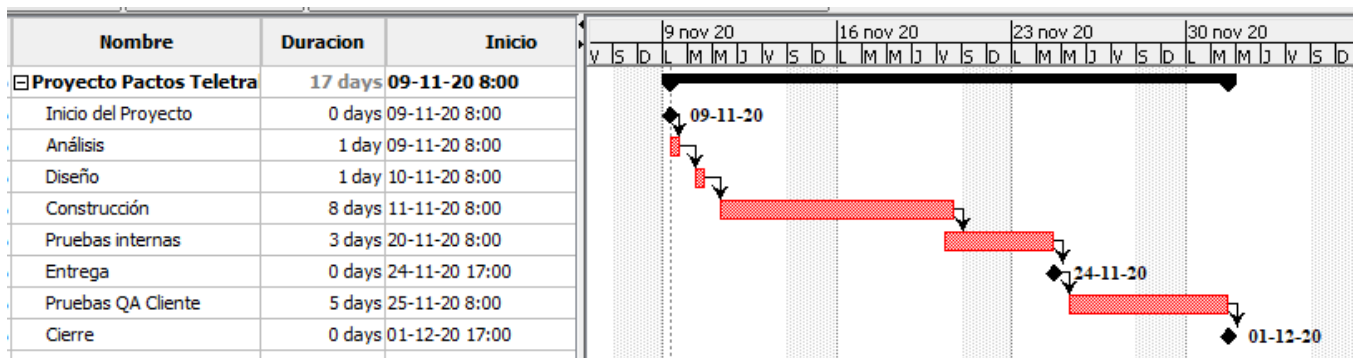 Nombre Duracion Inicio 9 nov 20 16 nov 20 23 nov 20 30 nov 20
V S D L M M J V S D L M M J V S D L M M J V S D L M M J V S D
Proyecto Pactos Teletral 17 days 09-11-20 8:00
Inicio del Proyecto 0 days 09-11-20 8:00 09-11-20
Análisis 1 day 09-11-20 8:00
Diseño 1 day 10-11-20 8:00
Construcción 8 days 11-11-20 8:00
Pruebas internas 3 days 20-11-20 8:00
Entrega 0 days 24-11-20 17:00 24-11-20
Pruebas QA Cliente 5 days 25-11-20 8:00
Cierre 0 days 01-12-20 17:00 01-12-20